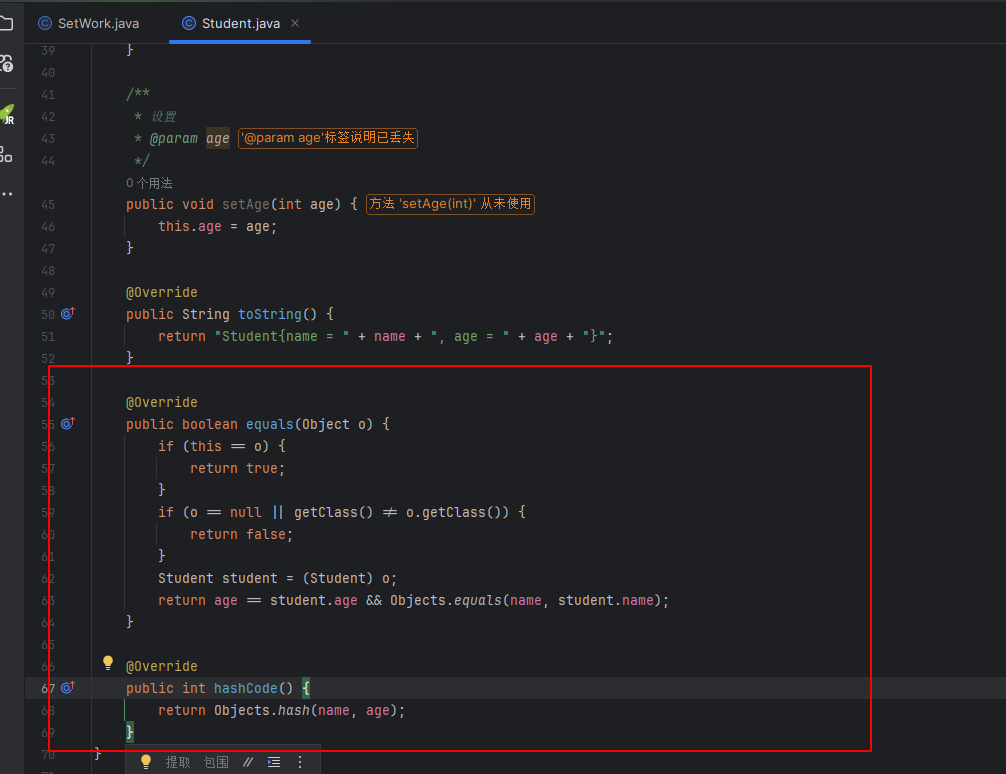 SetWork.java
Student.java
39 }
40
41 /**
42 * 设置
43 * @param age '@param age'标签说明已丢失
44 */
0 个用法
45 public void setAge(int age) { 方法 'setAge(int)' 从未使用
46 this.age = age;
47 }
48
49 @Override
50 public String toString() {
51 return "Student{name = " + name + ", age = " + age + "}";
52 }
53
54 @Override
55 public boolean equals(Object o) {
56 if (this == o) {
57 return true;
58 }
59 if (o == null || getClass() != o.getClass()) {
60 return false;
61 }
62 Student student = (Student) o;
63 return age == student.age && Objects.equals(name, student.name);
64 }
65
66 @Override
67 public int hashCode() {
68 return Objects.hash(name, age);
69 }
70 }
提取 包围 //